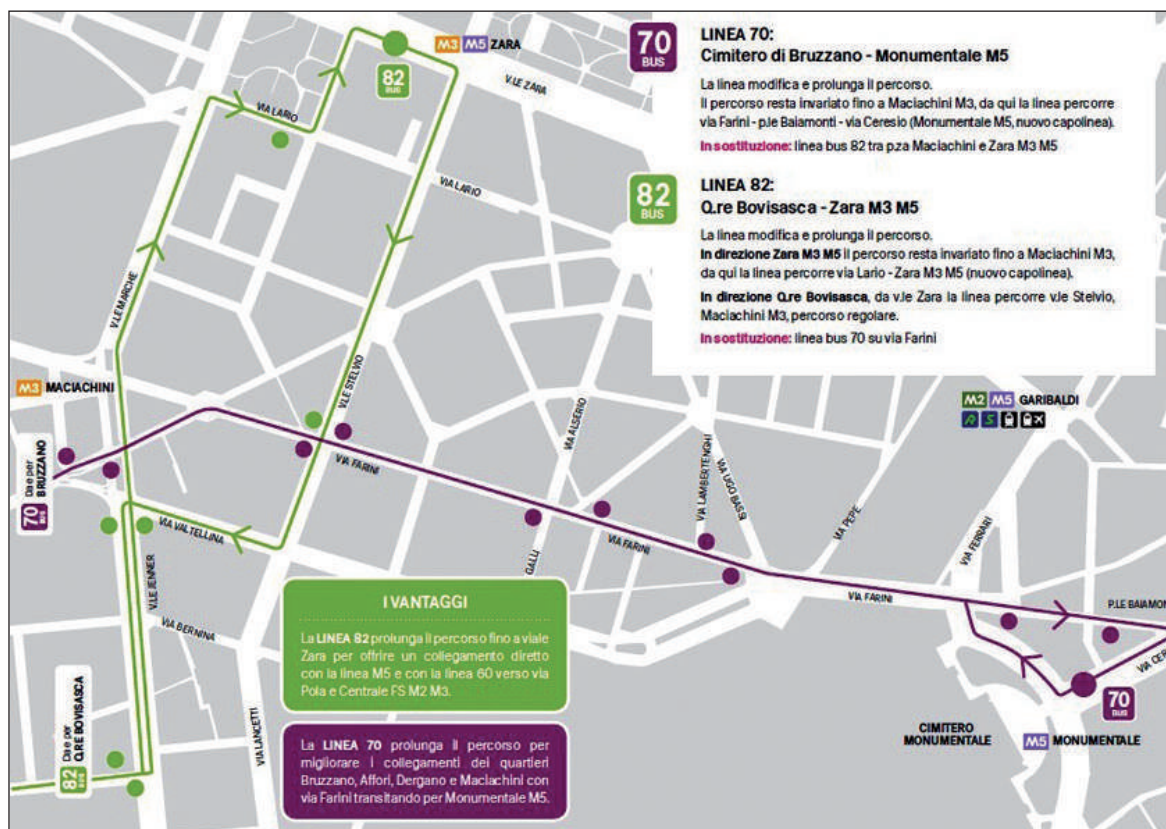 M3 M5 ZARA
82
BUS
V.LE ZARA
VIA LARIO
VIA LARIO
V.LE MARCHE
V.LE STELVIO
M3 MACIACHINI
Da e per
BRUZZANO
70
BUS
VIA FARINI
VIA VALTELLINA
V.LE JENNER
VIA BERNINA
VIA LANCETTI
Da e per
Q.RE BOVISASCA
82
BUS
VIA ALSERIO
GALLI
VIA FARINI
VIA LAMBERTENGHI
VIA UGO BASSI
VIA PEPE
VIA FERRARI
VIA FARINI
M2 M5 GARIBALDI
R S
P.LE BAIAMON
VIA CER
70
BUS
CIMITERO
MONUMENTALE
M5 MONUMENTALE
70
BUS
LINEA 70:
Cimitero di Bruzzano - Monumentale M5
La linea modifica e prolunga il percorso.
Il percorso resta invariato fino a Maciachini M3, da qui la linea percorre
via Farini - p.le Baiamonti - via Ceresio (Monumentale M5, nuovo capolinea).
In sostituzione: linea bus 82 tra p.za Maciachini e Zara M3 M5
82
BUS
LINEA 82:
Q.re Bovisasca - Zara M3 M5
La linea modifica e prolunga il percorso.
In direzione Zara M3 M5 il percorso resta invariato fino a Maciachini M3,
da qui la linea percorre via Lario - Zara M3 M5 (nuovo capolinea).
In direzione Q.re Bovisasca, da v.le Zara la linea percorre v.le Stelvio,
Maciachini M3, percorso regolare.
In sostituzione: linea bus 70 su via Farini
I VANTAGGI
La LINEA 82 prolunga il percorso fino a viale
Zara per offrire un collegamento diretto
con la linea M5 e con la linea 60 verso via
Pola e Centrale FS M2 M3.
La LINEA 70 prolunga il percorso per
migliorare i collegamenti dei quartieri
Bruzzano, Affori, Dergano e Maciachini con
via Farini transitando per Monumentale M5.